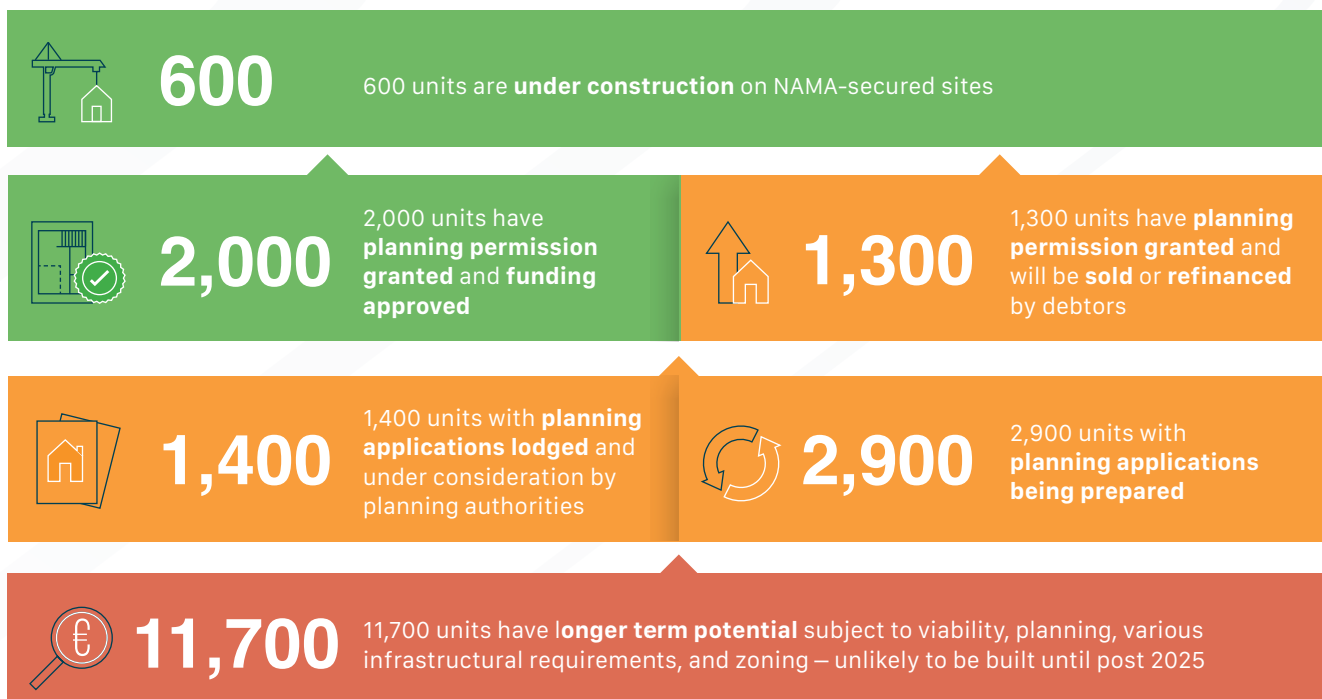 600
600 units are under construction on NAMA-secured sites
2,000
2,000 units have
planning permission
granted and funding
approved
1,300
1,300 units have planning
permission granted and
will be sold or refinanced
by debtors
1,400
1,400 units with planning
applications lodged and
under consideration by
planning authorities
2,900
2,900 units with
planning applications
being prepared
€
11,700
11,700 units have longer term potential subject to viability, planning, various
infrastructural requirements, and zoning – unlikely to be built until post 2025